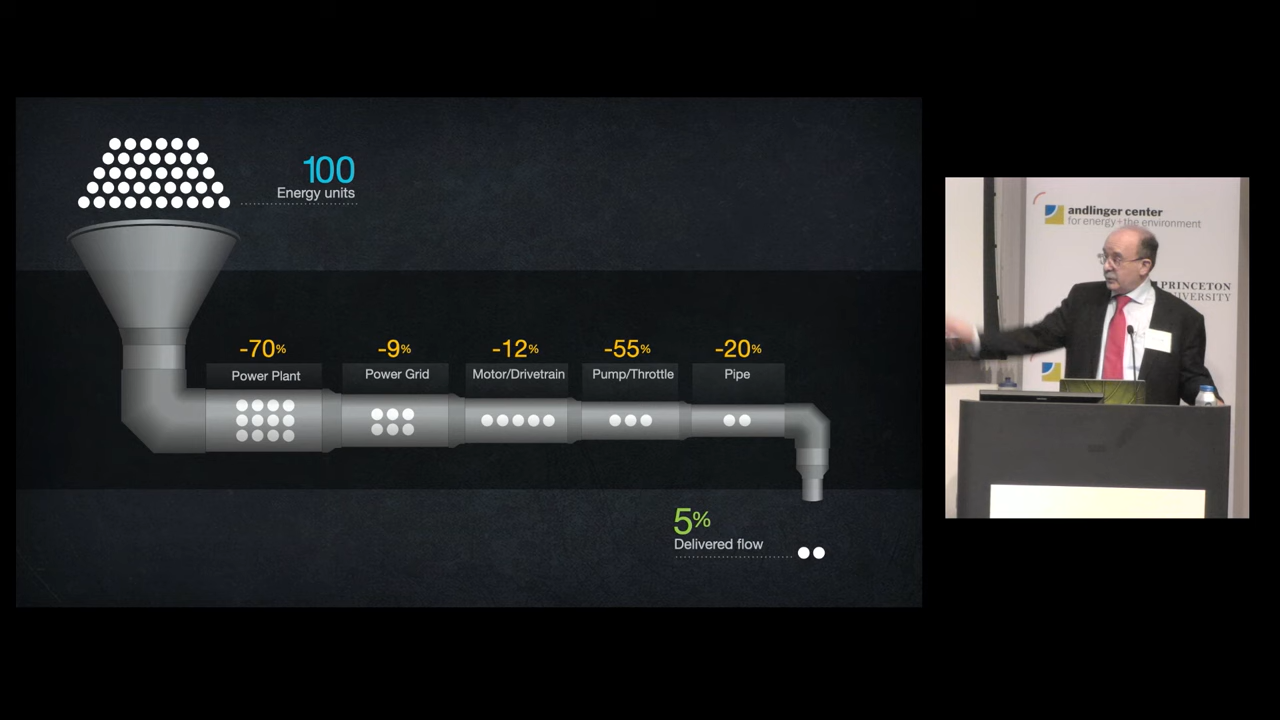 100
Energy units
-70%
Power Plant
-9%
Power Grid
-12%
Motor/Drivetrain
-55%
Pump/Throttle
-20%
Pipe
5%
Delivered flow
andlinger center
for energy+the environment
PRINCETON
UNIVERSITY